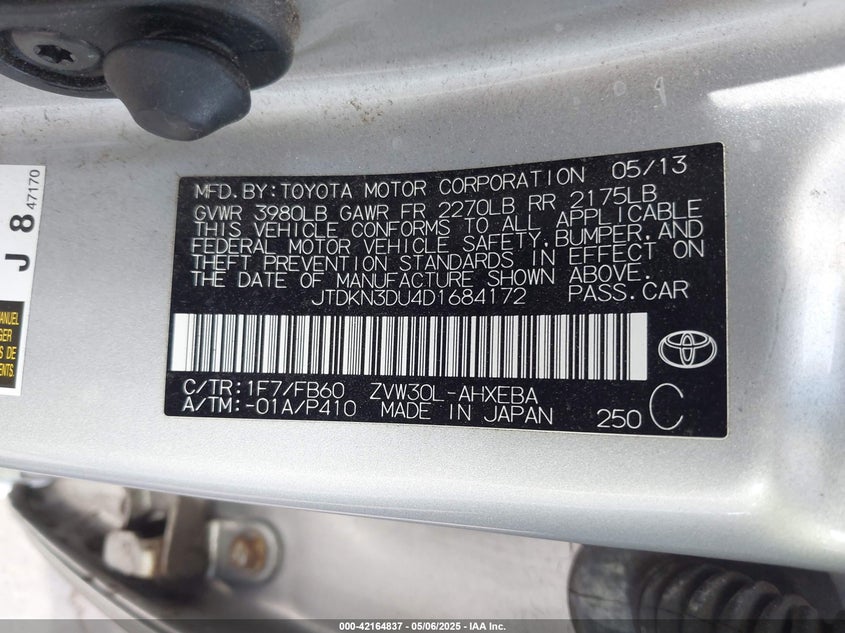 MFD. BY: TOYOTA MOTOR CORPORATION 05/13
GVWR 3980LB GAWR FR 2270LB RR 2175LB
THIS VEHICLE CONFORMS TO ALL APPLICABLE
FEDERAL MOTOR VEHICLE SAFETY, BUMPER, AND
THEFT PREVENTION STANDARDS IN EFFECT ON
THE DATE OF MANUFACTURE SHOWN ABOVE.
JTDKN3DU4D1684172 PASS. CAR
C/TR: 1F7/FB60 ZVW30L-AHXEBA
A/TM: -01A/P410 MADE IN JAPAN 250 C
J 8
47170
MANUEL
000-42164837 - 05/06/2025 - IAA Inc.